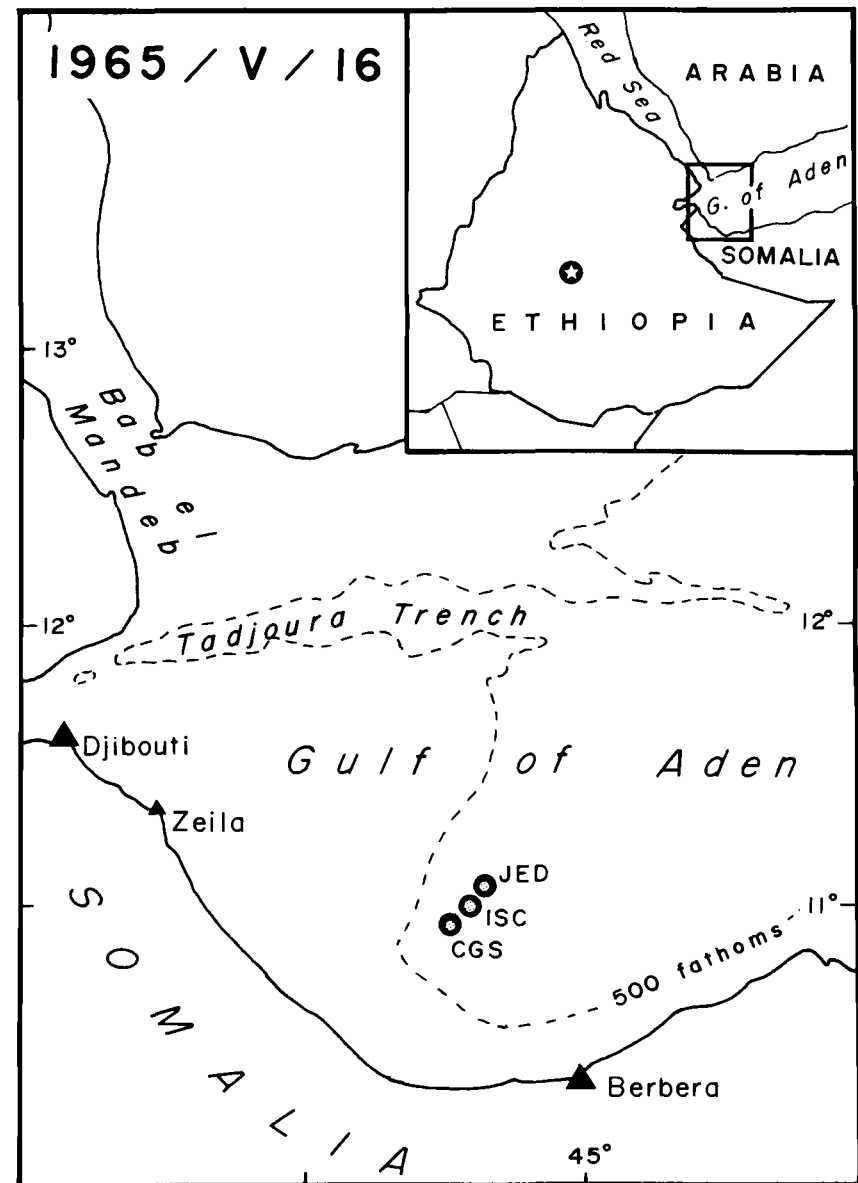 1965 / V / 16
Red Sea
ARABIA
G. of Aden
SOMALIA
ETHIOPIA
13°
Bab el
Mandeb
12°
Tadjoura Trench
12°
Djibouti
Gulf of Aden
Zeila
JED
ISC
CGS
11°
500 fathoms
SOMALIA
Berbera
45°